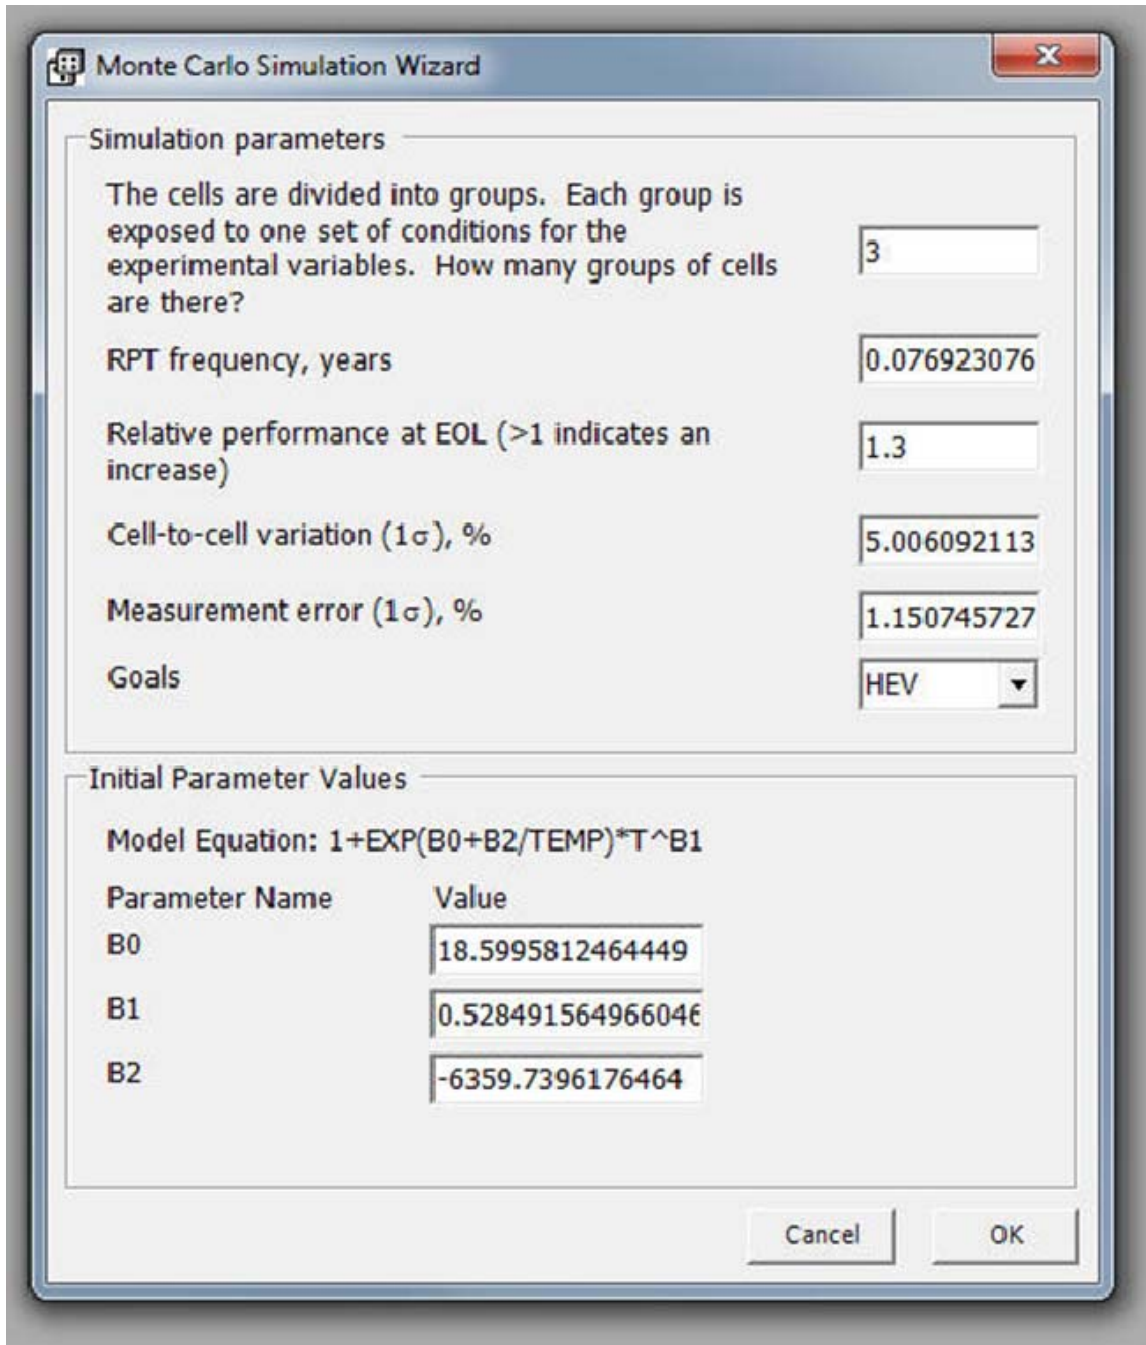 Monte Carlo Simulation Wizard
Simulation parameters
The cells are divided into groups. Each group is
exposed to one set of conditions for the
experimental variables. How many groups of cells
are there?
3
RPT frequency, years
0.076923076
Relative performance at EOL (>1 indicates an
increase)
1.3
Cell-to-cell variation (1σ), %
5.006092113
Measurement error (1σ), %
1.150745727
Goals
HEV
Initial Parameter Values
Model Equation: 1+EXP(B0+B2/TEMP)*T^B1
Parameter Name Value
B0 18.5995812464449
B1 0.528491564966046
B2 -6359.7396176464
Cancel OK